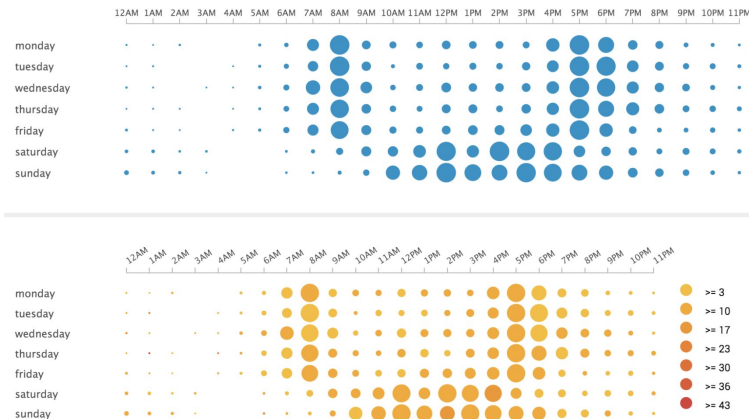 12AM 1AM 2AM 3AM 4AM 5AM 6AM 7AM 8AM 9AM 10AM 11AM 12PM 1PM 2PM 3PM 4PM 5PM 6PM 7PM 8PM 9PM 10PM 11PM
monday
tuesday
wednesday
thursday
friday
saturday
sunday
12AM 1AM 2AM 3AM 4AM 5AM 6AM 7AM 8AM 9AM 10AM 11AM 12PM 1PM 2PM 3PM 4PM 5PM 6PM 7PM 8PM 9PM 10PM 11PM
monday
tuesday
wednesday
thursday
friday
saturday
sunday
>= 3
>= 10
>= 17
>= 23
>= 30
>= 36
>= 43